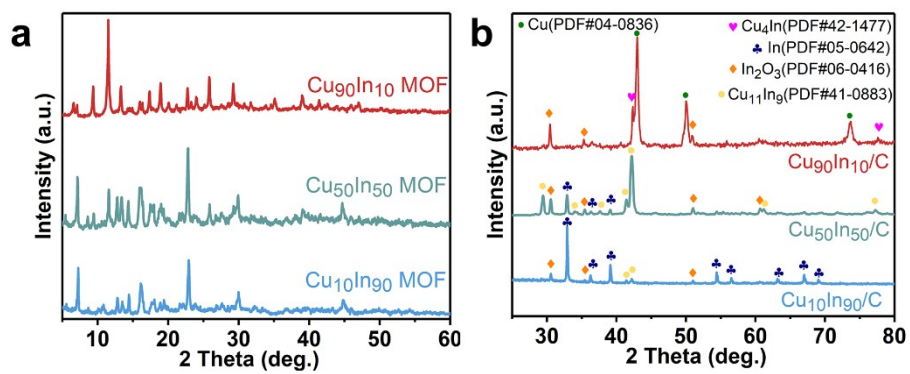 a
Intensity (a.u.)
Cu₉₀In₁₀ MOF
Cu₅₀In₅₀ MOF
Cu₁₀In₉₀ MOF
10 20 30 40 50 60
2 Theta (deg.)
b
Intensity (a.u.)
Cu(PDF#04-0836)
Cu₄In(PDF#42-1477)
In(PDF#05-0642)
In₂O₃(PDF#06-0416)
Cu₁₁In₉(PDF#41-0883)
Cu₉₀In₁₀/C
Cu₅₀In₅₀/C
Cu₁₀In₉₀/C
30 40 50 60 70 80
2 Theta (deg.)